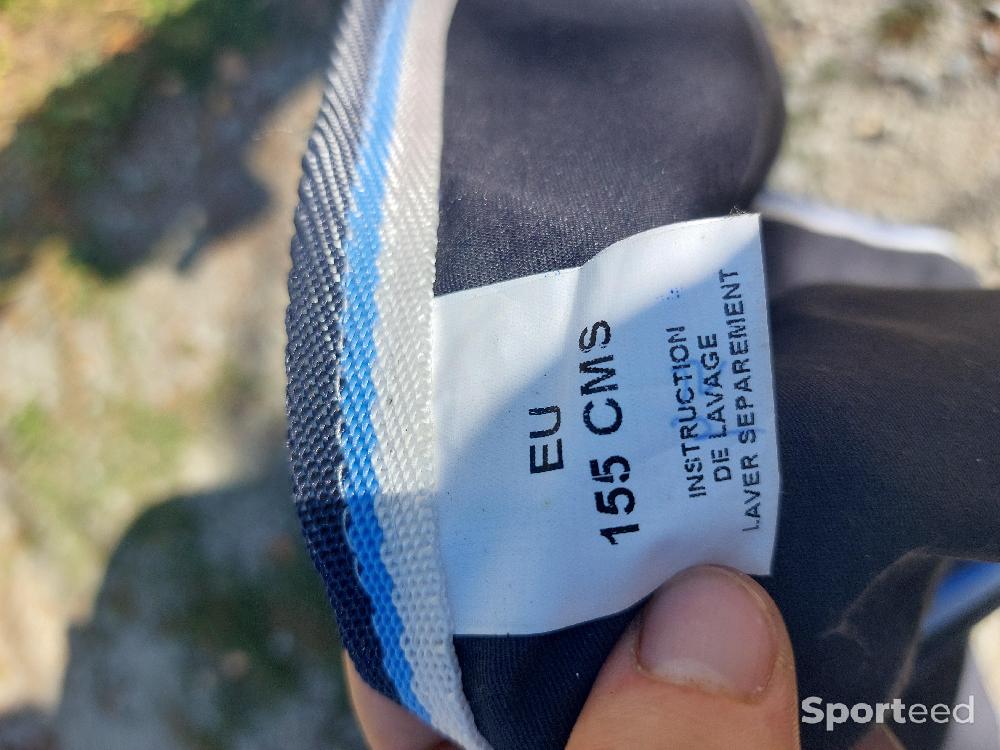 EU
155 CMS
INSTRUCTION
DE LAVAGE
LAVER SEPAREMENT
Sporteed